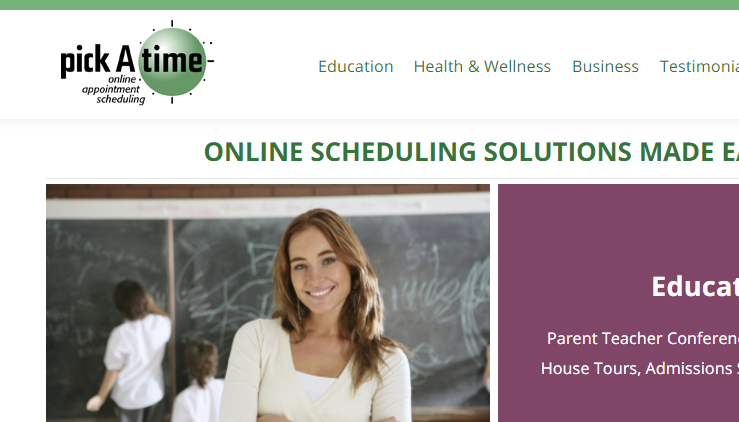 pick A time
online
appointment
scheduling
Education Health & Wellness Business Testimonia
ONLINE SCHEDULING SOLUTIONS MADE EA
Educat
Parent Teacher Conferenc
House Tours, Admissions S